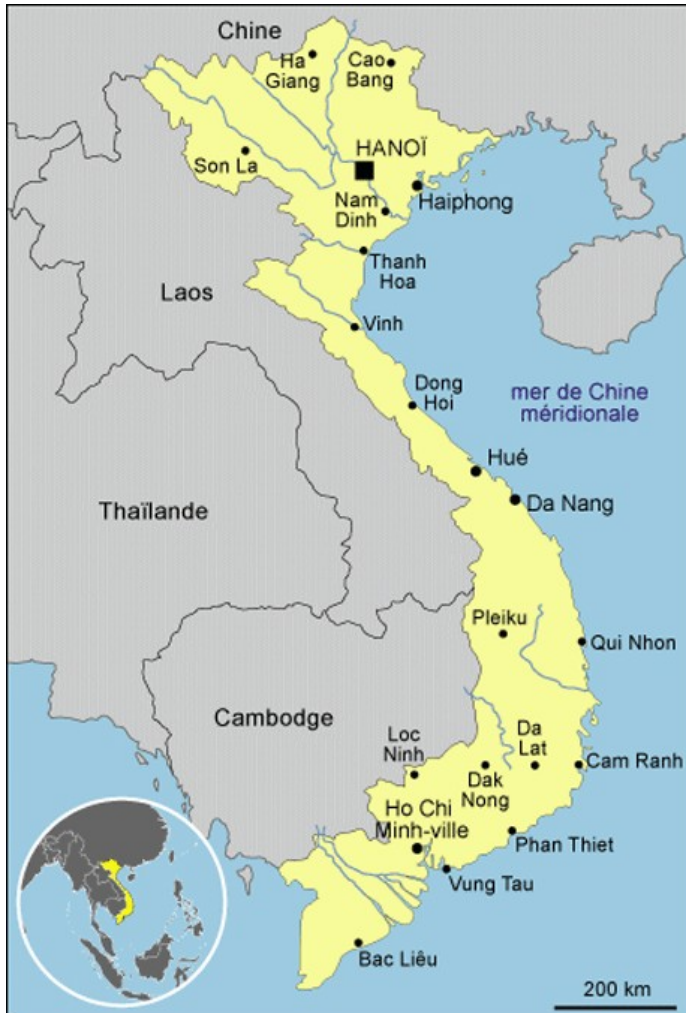 Chine
Ha
Giang
Cao
Bang
Son La
HANOÏ
Nam
Dinh
Haiphong
Thanh
Hoa
Laos
Vinh
Dong
Hoi
mer de Chine
méridionale
Hué
Da Nang
Thaïlande
Pleiku
Qui Nhon
Cambodge
Loc
Ninh
Da
Lat
Cam Ranh
Dak
Nong
Ho Chi
Minh-ville
Phan Thiet
Vung Tau
Bac Liêu
200 km